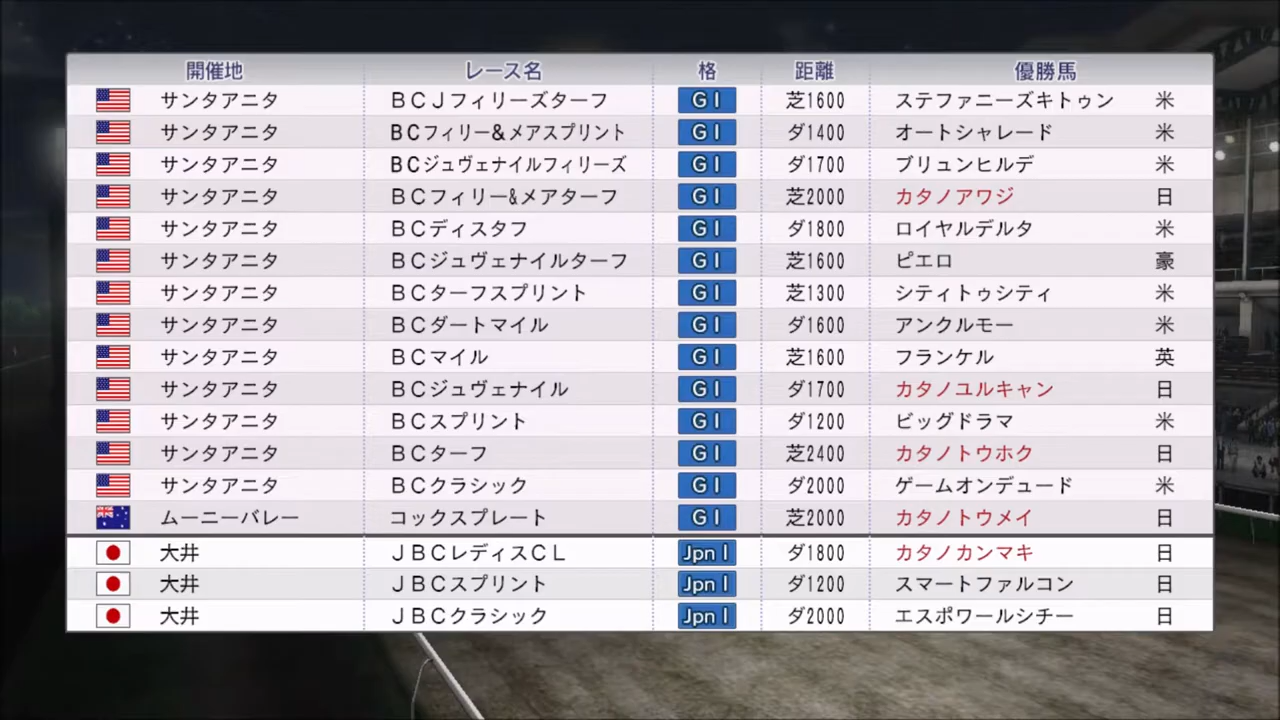 開催地 レース名 格 距離 優勝馬
サンタアニタ ＢＣＪフィリーズターフ GⅠ 芝1600 ステファニーズキトゥン 米
サンタアニタ ＢＣフィリー&メアスプリント GⅠ ダ1400 オートシャレード 米
サンタアニタ ＢＣジュヴェナイルフィリーズ GⅠ ダ1700 ブリュンヒルデ 米
サンタアニタ ＢＣフィリー&メアターフ GⅠ 芝2000 カタノアワジ 日
サンタアニタ ＢＣディスタフ GⅠ ダ1800 ロイヤルデルタ 米
サンタアニタ ＢＣジュヴェナイルターフ GⅠ 芝1600 ピエロ 豪
サンタアニタ ＢＣターフスプリント GⅠ 芝1300 シティトゥシティ 米
サンタアニタ ＢＣダートマイル GⅠ ダ1600 アンクルモー 米
サンタアニタ ＢＣマイル GⅠ 芝1600 フランケル 英
サンタアニタ ＢＣジュヴェナイル GⅠ ダ1700 カタノユルキャン 日
サンタアニタ ＢＣスプリント GⅠ ダ1200 ビッグドラマ 米
サンタアニタ ＢＣターフ GⅠ 芝2400 カタノトウホク 日
サンタアニタ ＢＣクラシック GⅠ ダ2000 ゲームオンデュード 米
ムーニーバレー コックスプレート GⅠ 芝2000 カタノトウメイ 日
大井 ＪＢＣレディスＣＬ JpnⅠ ダ1800 カタノカンマキ 日
大井 ＪＢＣスプリント JpnⅠ ダ1200 スマートファルコン 日
大井 ＪＢＣクラシック JpnⅠ ダ2000 エスポワールシチー 日